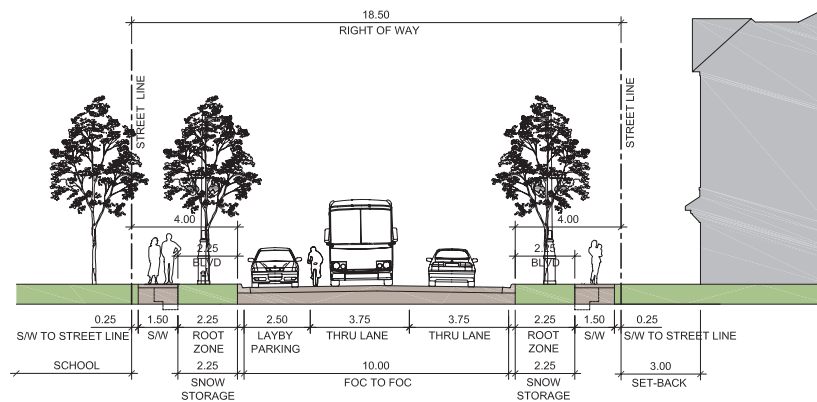 18.50
RIGHT OF WAY
STREET LINE
STREET LINE
4.00
4.00
2.25
BLVD
2.25
BLVD
0.25
1.50
2.25
2.50
3.75
3.75
2.25
1.50
0.25
S/W TO STREET LINE
S/W
ROOT
ZONE
LAYBY
PARKING
THRU LANE
THRU LANE
ROOT
ZONE
S/W
S/W TO STREET LINE
SCHOOL
2.25
SNOW
STORAGE
10.00
FOC TO FOC
2.25
SNOW
STORAGE
3.00
SET-BACK